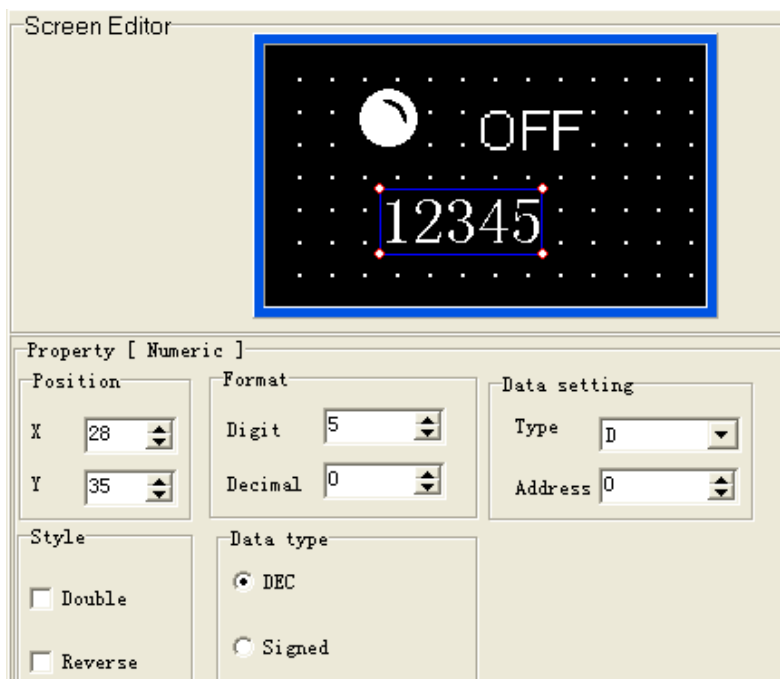 Screen Editor
OFF
12345
Property [ Numeric ]
Position Format Data setting
X 28 Digit 5 Type D
Y 35 Decimal 0 Address 0
Style Data type
Double DEC
Reverse Signed